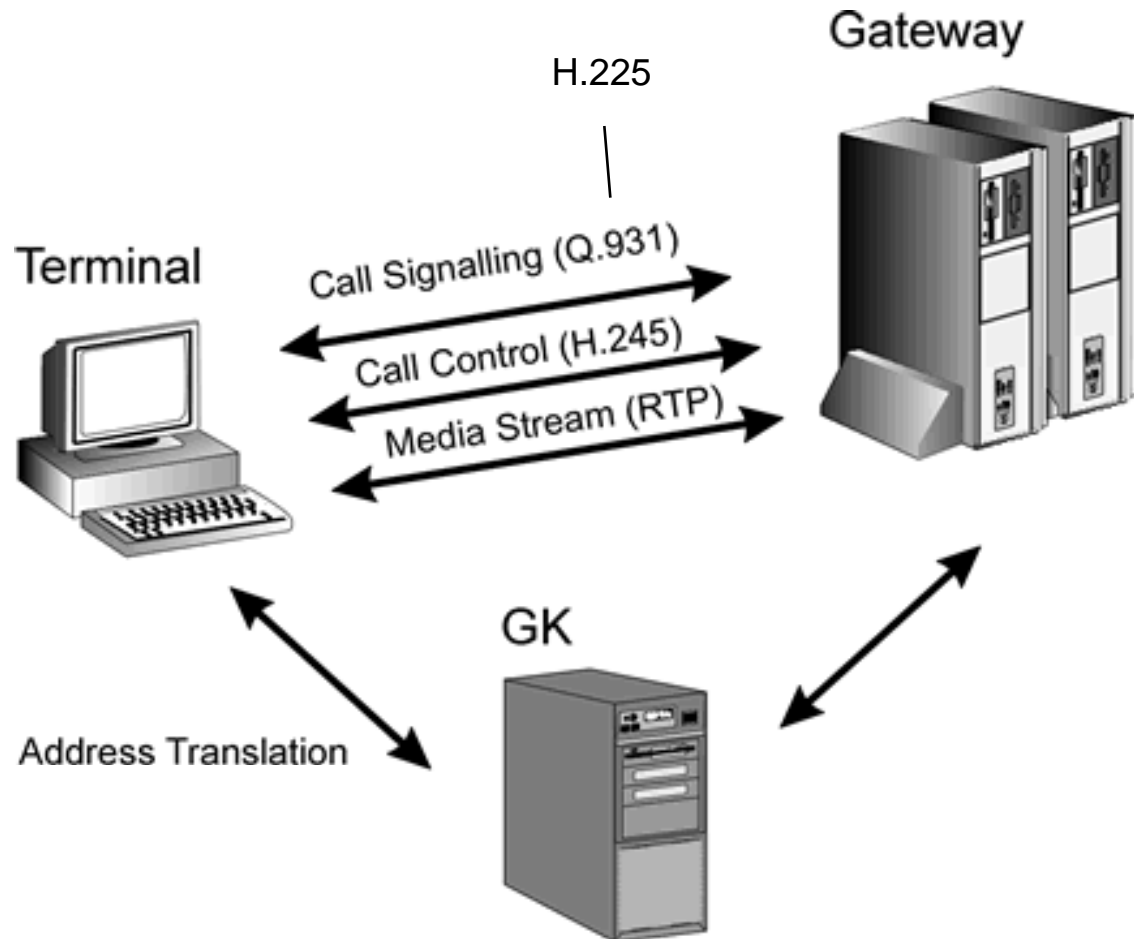 Gateway
H.225
Terminal
Call Signalling (Q.931)
Call Control (H.245)
Media Stream (RTP)
GK
Address Translation